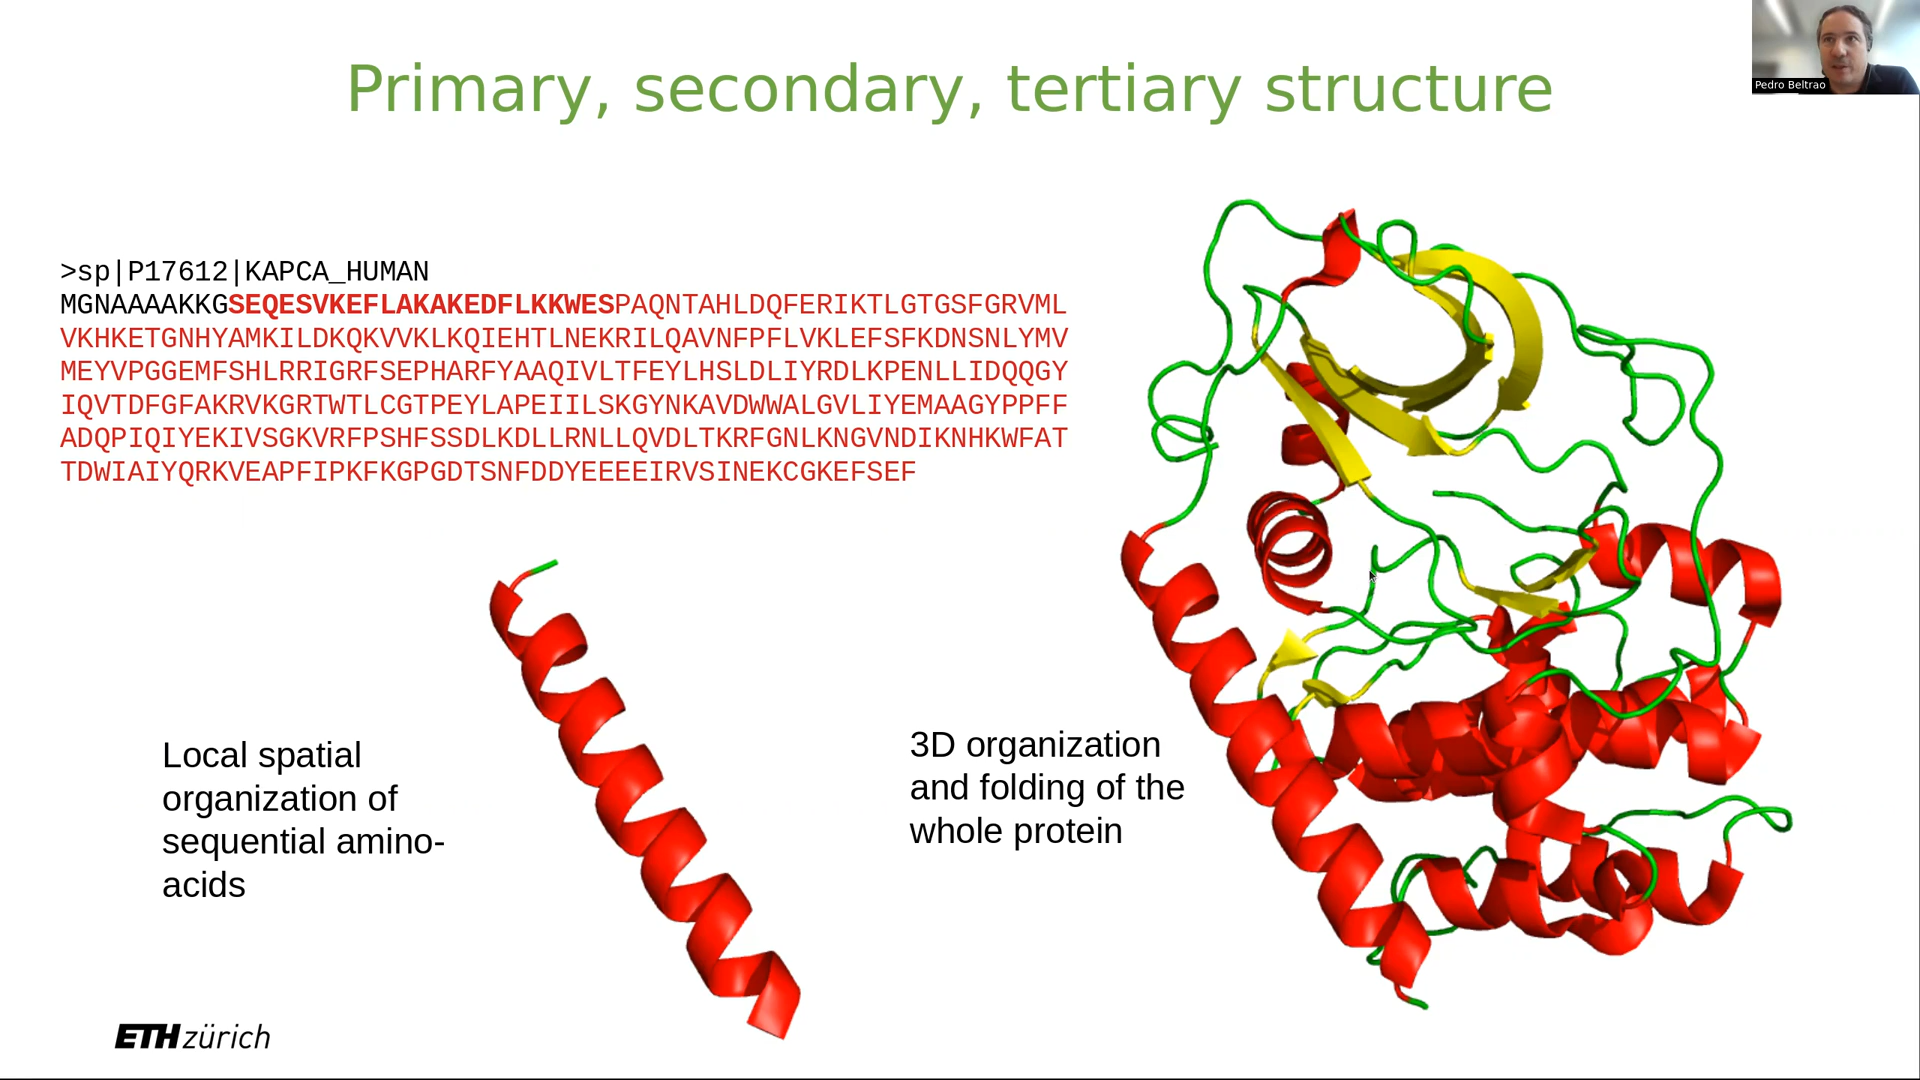 Primary, secondary, tertiary structure
Pedro Beltrao
>sp|P17612|KAPCA_HUMAN
MGNAAAAKKGSEQESVKEFLAKAKEDFLKKWESPAQNTAHLDQFERIKTLGTGSFGRVML
VKHKETGNHYAMKILDKQKVVKLKQIEHTLNEKRILQAVNFPFLVKLEFSFKDNSNLYMV
MEYVPGGEMFSHLRRIGRFSEPHARFYAAQIVLTFEYLHSLDLIYRDLKPENLLIDQQGY
IQVTDFGFAKRVKGRTWTLCGTPEYLAPEIILSKGYNKAVDWWALGVLIYEMAAGYPPFF
ADQPIQIYEKIVSGKVRFPSHFSSDLKDLLRNLLQVDLTKRFGNLKNGVNDIKNHKWFAT
TDWIAIYQRKVEAPFIPKFKGPGDTSNFDDYEEEEIRVSINEKCGKEFSEF
Local spatial
organization of
sequential amino-
acids
3D organization
and folding of the
whole protein
ETH zürich